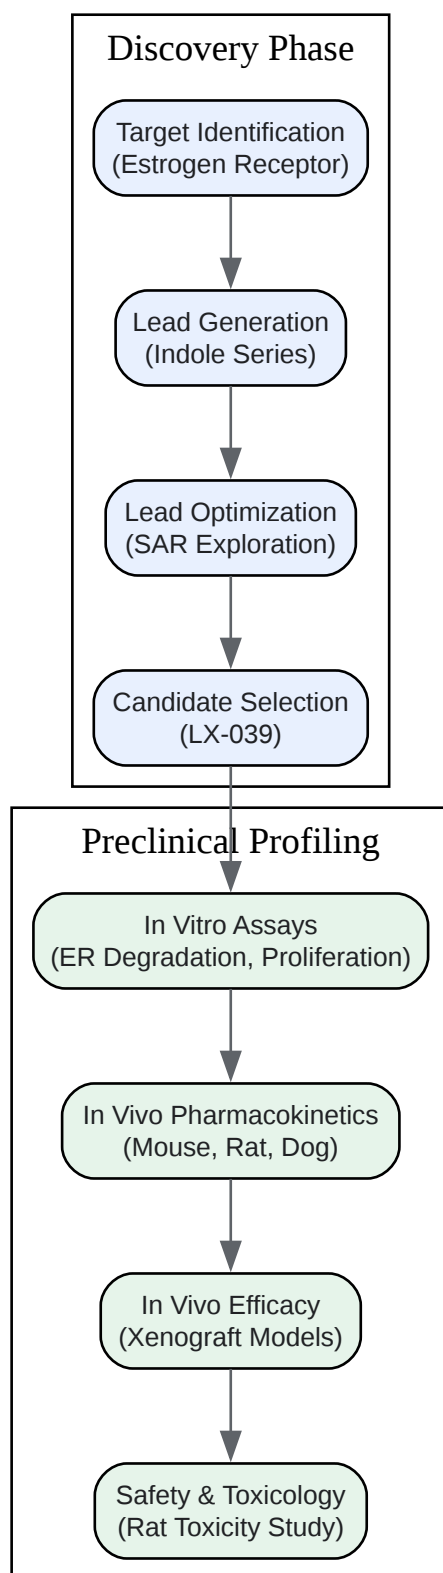 Discovery Phase
Target Identification
(Estrogen Receptor)
Lead Generation
(Indole Series)
Lead Optimization
(SAR Exploration)
Candidate Selection
(LX-039)
Preclinical Profiling
In Vitro Assays
(ER Degradation, Proliferation)
In Vivo Pharmacokinetics
(Mouse, Rat, Dog)
In Vivo Efficacy
(Xenograft Models)
Safety & Toxicology
(Rat Toxicity Study)